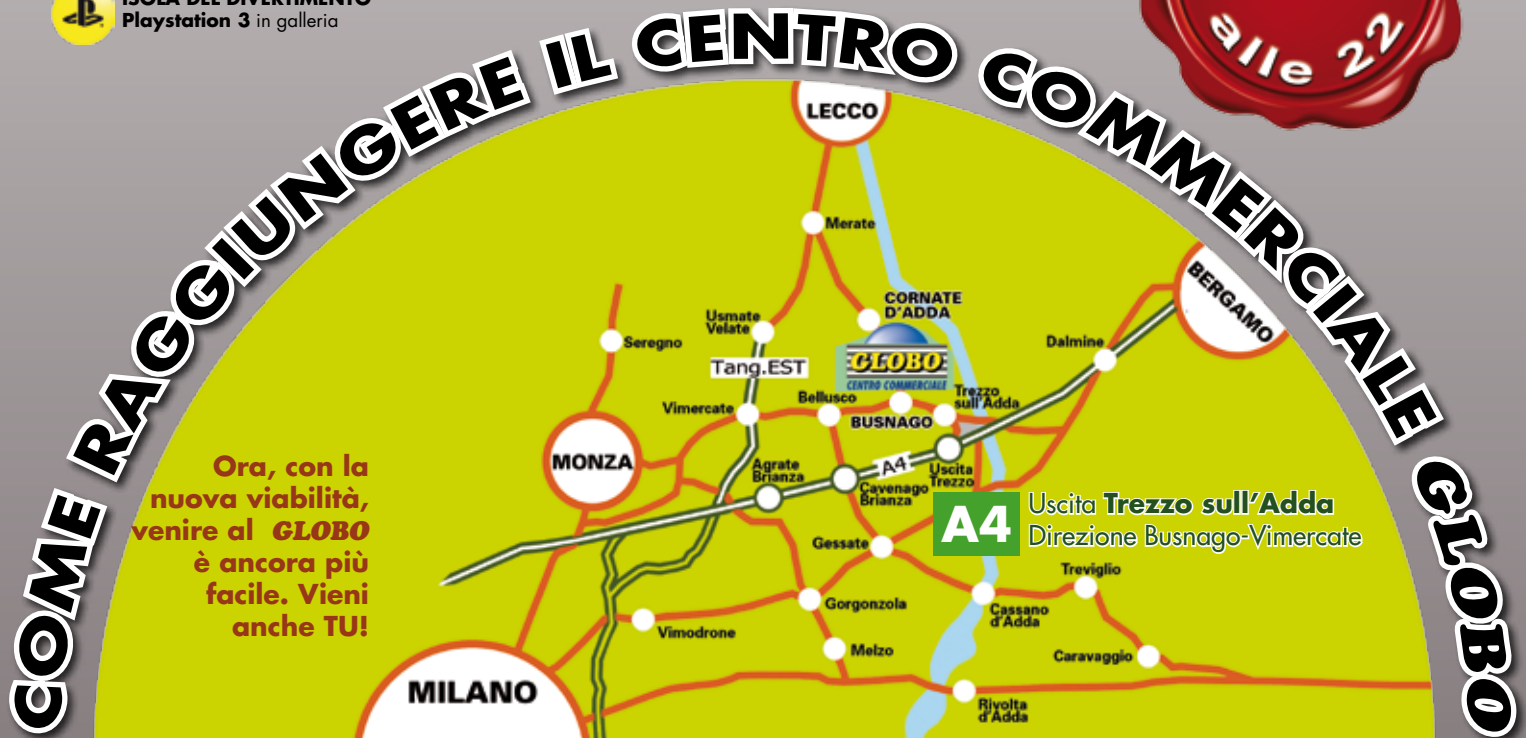 ISOLA DEL DIVERTIMENTO
Playstation 3 in galleria
alle 22
COME RAGGIUNGERE IL CENTRO COMMERCIALE GLOBO
LECCO
Merate
CORNATE
D'ADDA
BERGAMO
Usmate
Velate
Seregno
Dalmine
GLOBO
CENTRO COMMERCIALE
Tang.EST
Trezzo
sull'Adda
Bellusco
Vimercate
BUSNAGO
MONZA
Agrate
Brianza
A4
Uscita
Trezzo
Cavenago
Brianza
Ora, con la
nuova viabilità,
venire al GLOBO
è ancora più
facile. Vieni
anche TU!
A4
Uscita Trezzo sull'Adda
Direzione Busnago-Vimercate
Gessate
Treviglio
Gorgonzola
Cassano
d'Adda
Vimodrone
Melzo
Caravaggio
MILANO
Rivolta
d'Adda